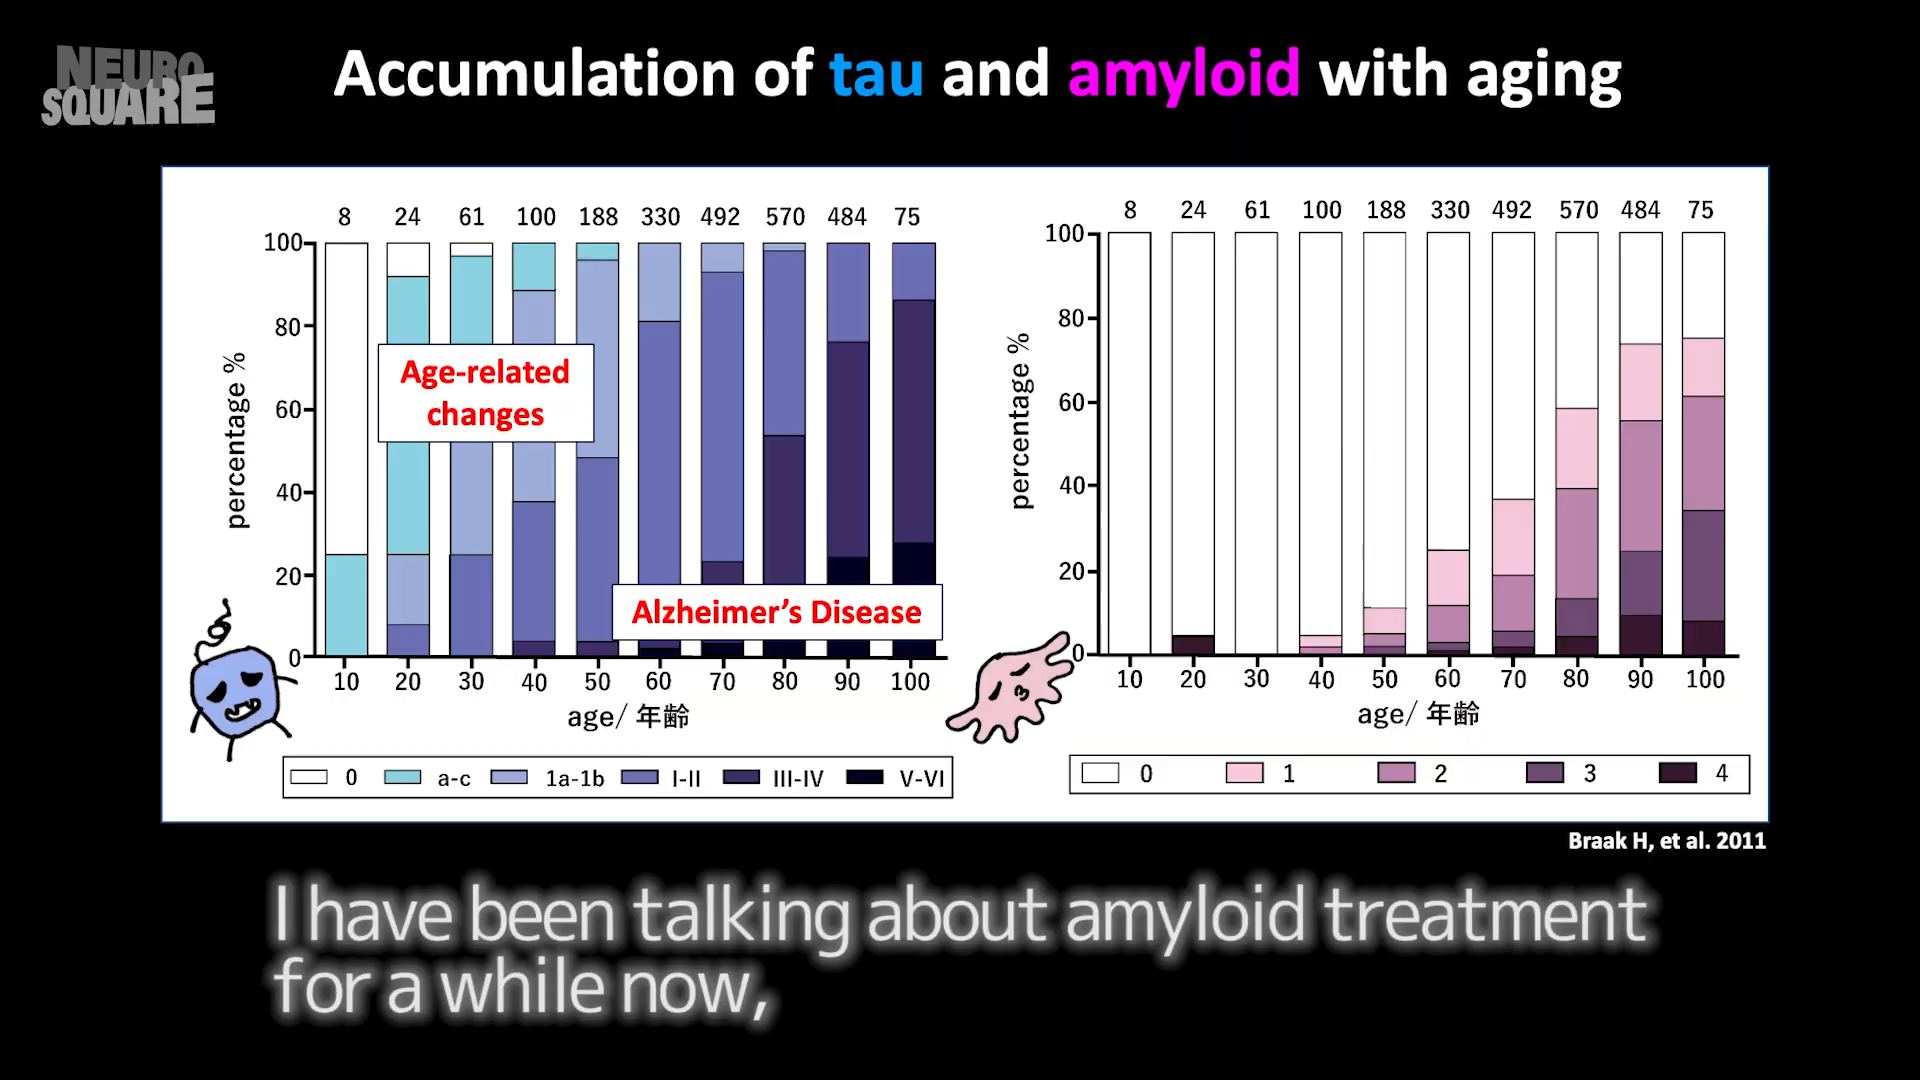 NEURO
SQUARE
Accumulation of tau and amyloid with aging
8 24 61 100 188 330 492 570 484 75
100
80
60
40
20
0
percentage %
Age-related
changes
Alzheimer's Disease
10 20 30 40 50 60 70 80 90 100
age/ 年齢
0 a-c 1a-1b I-II III-IV V-VI
8 24 61 100 188 330 492 570 484 75
100
80
60
40
20
0
percentage %
10 20 30 40 50 60 70 80 90 100
age/ 年齢
0 1 2 3 4
Braak H, et al. 2011
I have been talking about amyloid treatment
for a while now,